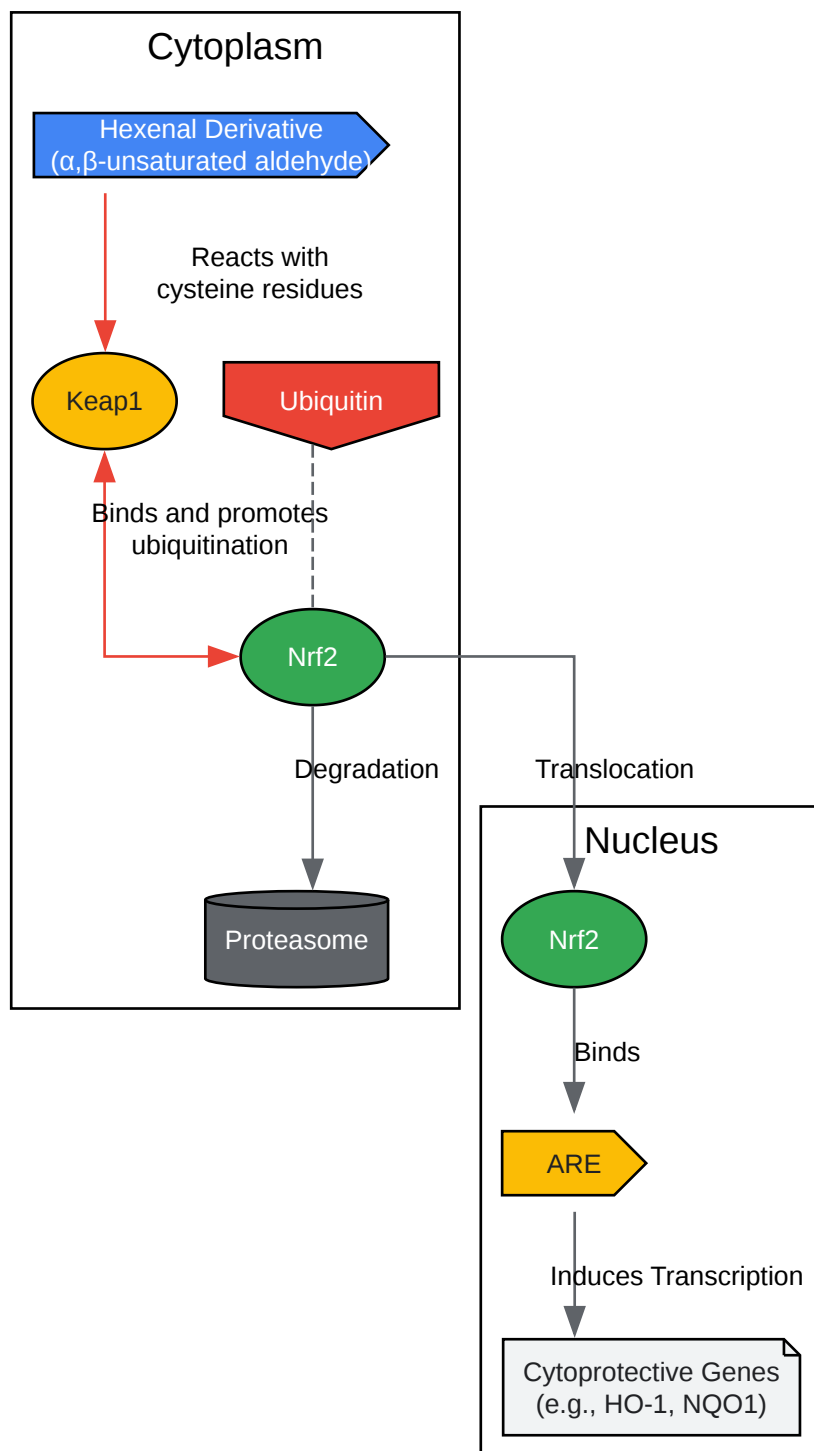 Cytoplasm
Hexenal Derivative
(α,β-unsaturated aldehyde)
Reacts with
cysteine residues
Keap1
Ubiquitin
Binds and promotes
ubiquitination
Nrf2
Degradation
Translocation
Nucleus
Proteasome
Nrf2
Binds
ARE
Induces Transcription
Cytoprotective Genes
(e.g., HO-1, NQO1)